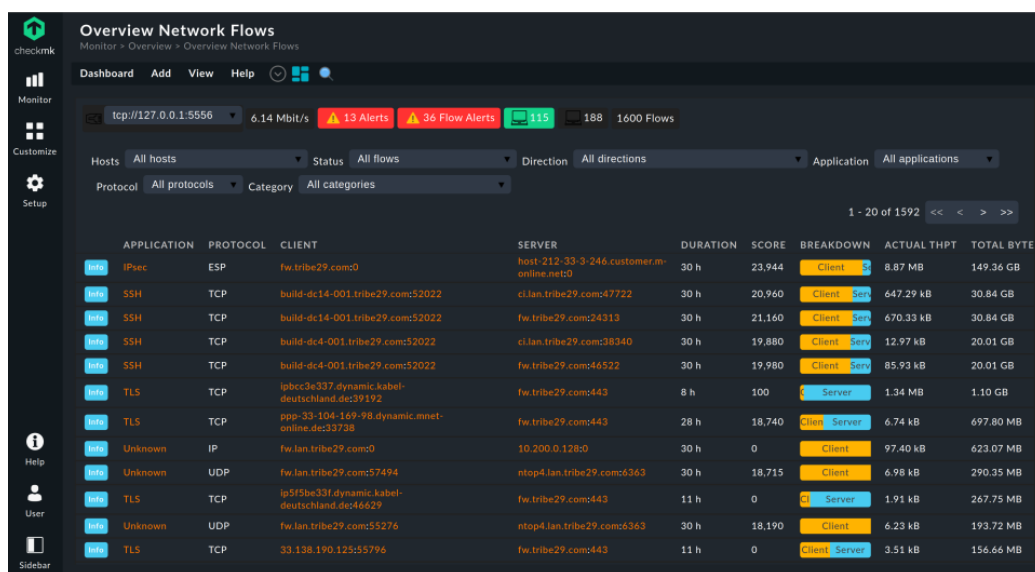 Overview Network Flows
checkmk
Monitor > Overview > Overview Network Flows
Dashboard Add View Help
Monitor
Customize
Setup
Help
User
Sidebar
tcp://127.0.0.1:5556 6.14 Mbit/s 13 Alerts 36 Flow Alerts 115 188 1600 Flows
Hosts All hosts Status All flows Direction All directions Application All applications
Protocol All protocols Category All categories
1 - 20 of 1592 << < > >>
APPLICATION PROTOCOL CLIENT SERVER DURATION SCORE BREAKDOWN ACTUAL THPT TOTAL BYTE
Info IPsec ESP fw.tribe29.com:0 host-212-33-3-246.customer.m-online.net:0 30 h 23,944 Client Se 8.87 MB 149.36 GB
Info SSH TCP build-dc14-001.tribe29.com:52022 ci.lan.tribe29.com:47722 30 h 20,960 Client Serv 647.29 kB 30.84 GB
Info SSH TCP build-dc14-001.tribe29.com:52022 fw.tribe29.com:24313 30 h 21,160 Client Serv 670.33 kB 30.84 GB
Info SSH TCP build-dc4-001.tribe29.com:52022 ci.lan.tribe29.com:38340 30 h 19,880 Client Serv 12.97 kB 20.01 GB
Info SSH TCP build-dc4-001.tribe29.com:52022 fw.tribe29.com:46522 30 h 19,980 Client Serv 85.93 kB 20.01 GB
Info TLS TCP ipbcc3e337.dynamic.kabel-deutschland.de:39192 fw.tribe29.com:443 8 h 100 C Server 1.34 MB 1.10 GB
Info TLS TCP ppp-33-104-169-98.dynamic.mnet-online.de:33738 fw.tribe29.com:443 28 h 18,740 Clien Server 6.74 kB 697.80 MB
Info Unknown IP fw.lan.tribe29.com:0 10.200.0.128:0 30 h 0 Client 97.40 kB 623.07 MB
Info Unknown UDP fw.lan.tribe29.com:57494 ntop4.lan.tribe29.com:6363 30 h 18,715 Client 6.98 kB 290.35 MB
Info TLS TCP ip5f5be33f.dynamic.kabel-deutschland.de:46629 fw.tribe29.com:443 11 h 0 Cl Server 1.91 kB 267.75 MB
Info Unknown UDP fw.lan.tribe29.com:55276 ntop4.lan.tribe29.com:6363 30 h 18,190 Client 6.23 kB 193.72 MB
Info TLS TCP 33.138.190.125:55796 fw.tribe29.com:443 11 h 0 Client Server 3.51 kB 156.66 MB